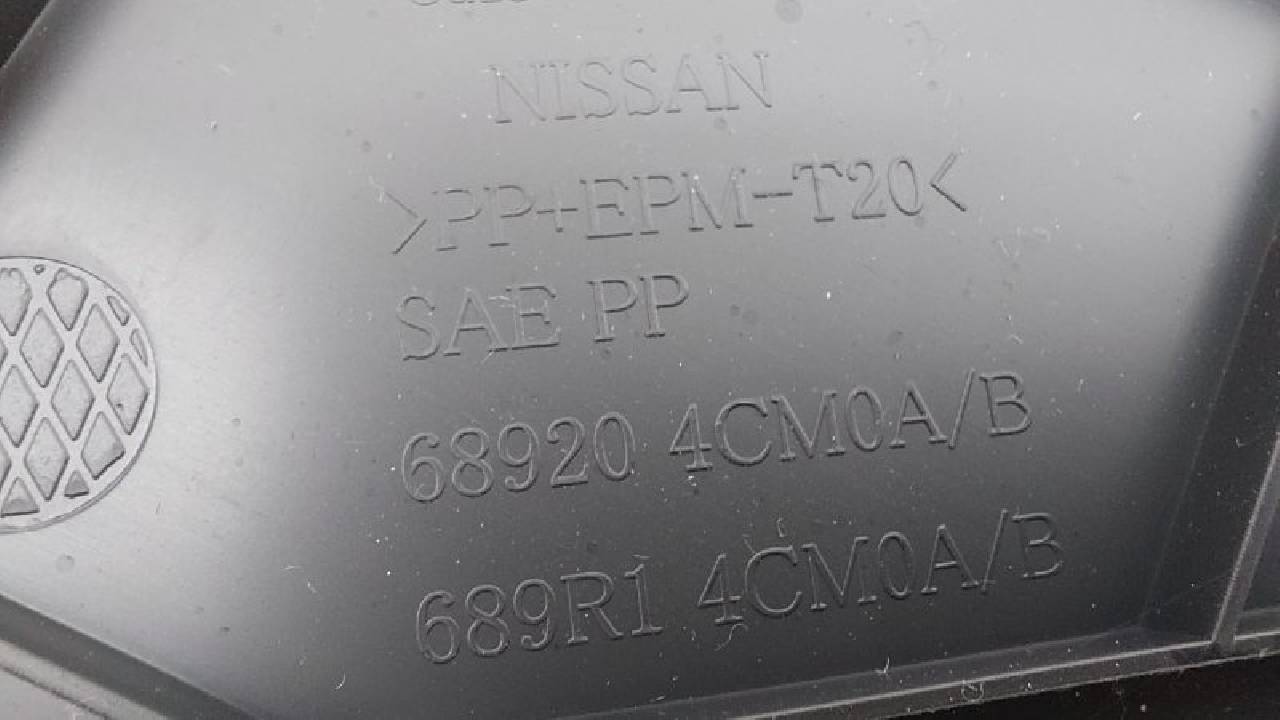 NISSAN
>PP+EPM-T20<
SAE PP
68920 4CM0A/B
689R1 4CM0A/B